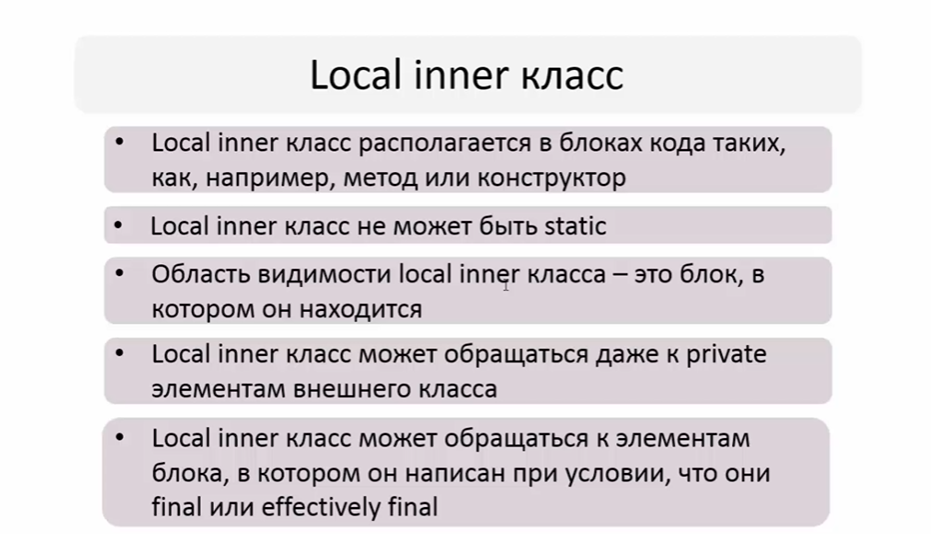 Local inner класс
• Local inner класс располагается в блоках кода таких,
как, например, метод или конструктор
• Local inner класс не может быть static
• Область видимости local inner класса – это блок, в
котором он находится
• Local inner класс может обращаться даже к private
элементам внешнего класса
• Local inner класс может обращаться к элементам
блока, в котором он написан при условии, что они
final или effectively final